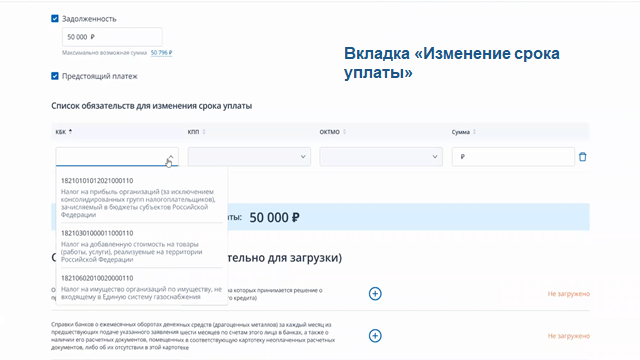 Задолженность
50 000 ₽
Максимально возможная сумма 50 796 ₽
Вкладка «Изменение срока
уплаты»
Предстоящий платеж
Список обязательств для изменения срока уплаты
КБК КПП ОКТМО Сумма
₽
18210101012021000110
Налог на прибыль организаций (за исключением
консолидированных групп налогоплательщиков),
зачисляемый в бюджеты субъектов Российской
Федерации
аты: 50 000 ₽
18210301000011000110
Налог на добавленную стоимость на товары
(работы, услуги), реализуемые на территории
Российской Федерации
С тельно для загрузки)
18210602010020000110
Налог на имущество организаций по имуществу, не
входящему в Единую систему газоснабжения
на которых принимается решение о
о кредита)
Не загружено
Справки банков о ежемесячных оборотах денежных средств (драгоценных металлов) за каждый месяц из
предшествующих подаче указанного заявления шести месяцев по счетам этого лица в банках, а также о
наличии его расчетных документов, помещенных в соответствующую картотеку неоплаченных расчетных
документов, либо об их отсутствии в этой картотеке
Не загружено